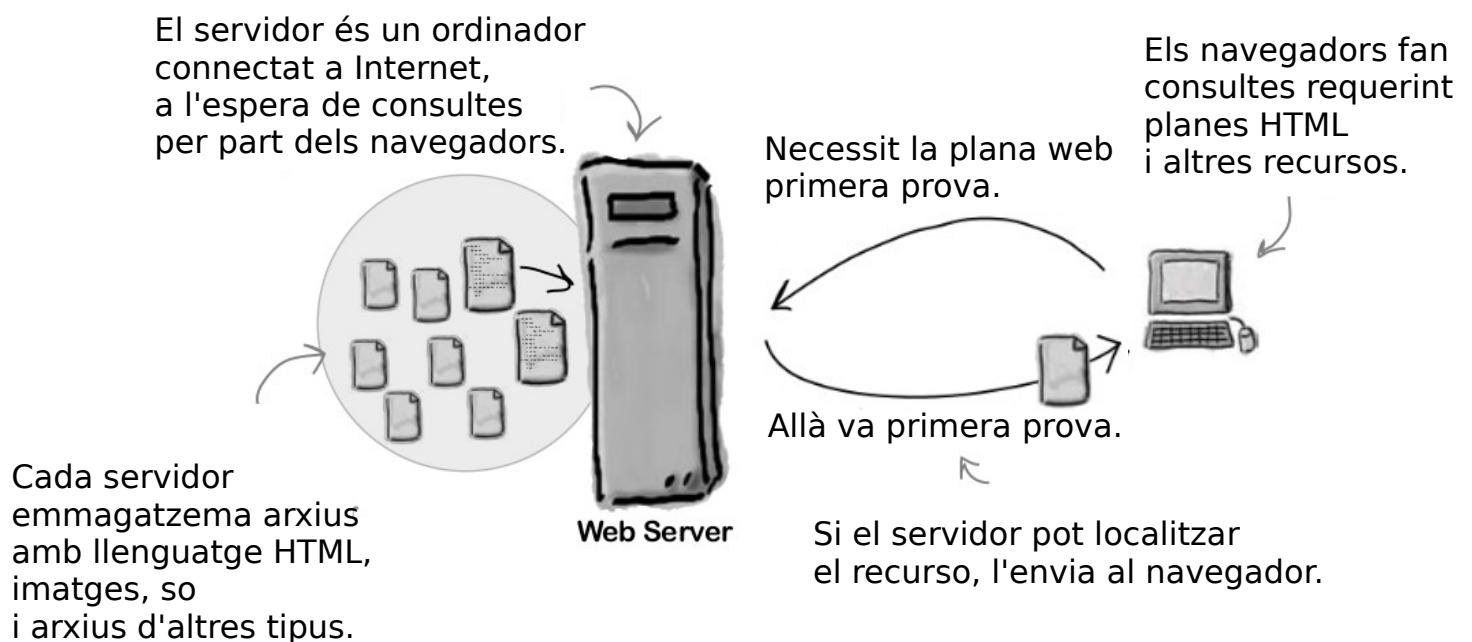 El servidor és un ordinador
connectat a Internet,
a l'espera de consultes
per part dels navegadors.
Els navegadors fan
consultes requerint
planes HTML
i altres recursos.
Necessit la plana web
primera prova.
Allà va primera prova.
Cada servidor
emmagatzema arxius
amb llenguatge HTML,
imatges, so
i arxius d'altres tipus.
Web Server
Si el servidor pot localitzar
el recurso, l'envia al navegador.